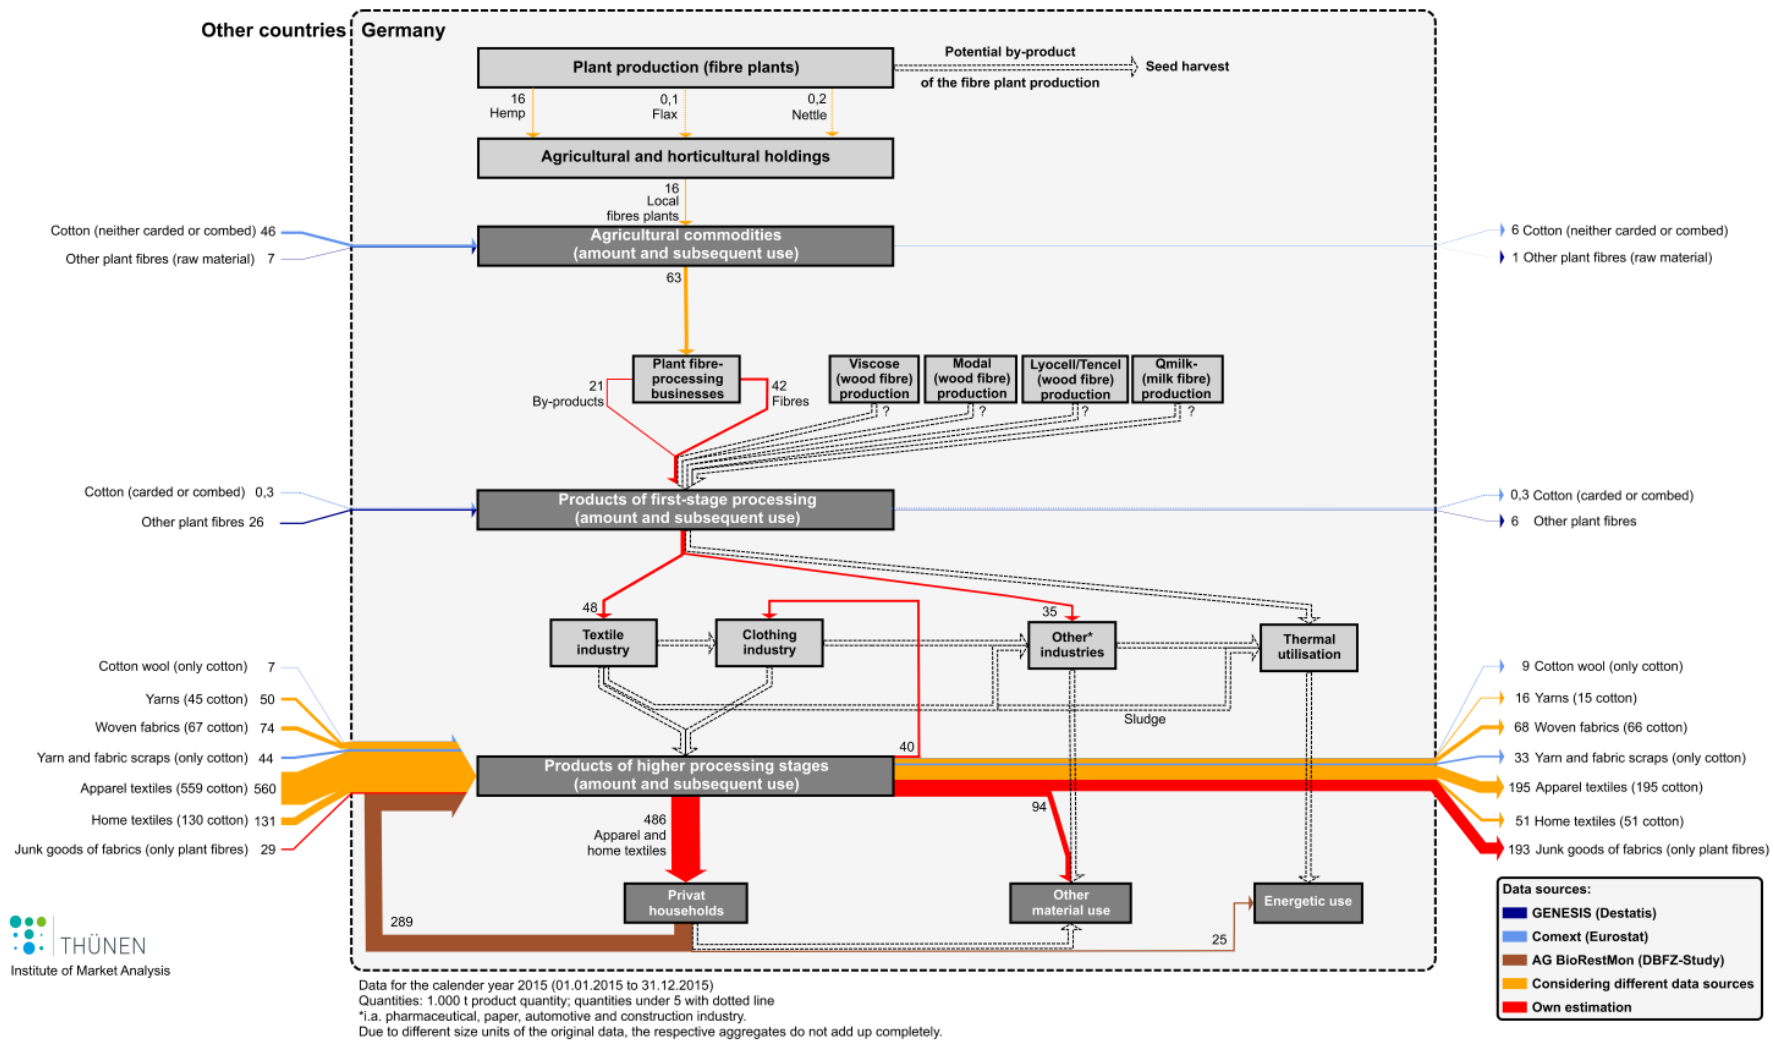 Other countries
Germany
Plant production (fibre plants)
Potential by-product
of the fibre plant production
Seed harvest
16
Hemp
0,1
Flax
0,2
Nettle
Agricultural and horticultural holdings
16
Local
fibres plants
Cotton (neither carded or combed) 46
Other plant fibres (raw material) 7
Agricultural commodities
(amount and subsequent use)
6 Cotton (neither carded or combed)
1 Other plant fibres (raw material)
63
Plant fibre-
processing
businesses
21
By-products
42
Fibres
Viscose
(wood fibre)
production
Modal
(wood fibre)
production
Lyocell/Tencel
(wood fibre)
production
Qmilk-
(milk fibre)
production
?
?
?
?
Cotton (carded or combed) 0,3
Other plant fibres 26
Products of first-stage processing
(amount and subsequent use)
0,3 Cotton (carded or combed)
6 Other plant fibres
48
35
Textile
industry
Clothing
industry
Other*
industries
Thermal
utilisation
Sludge
Cotton wool (only cotton) 7
Yarns (45 cotton) 50
Woven fabrics (67 cotton) 74
Yarn and fabric scraps (only cotton) 44
Apparel textiles (559 cotton) 560
Home textiles (130 cotton) 131
Junk goods of fabrics (only plant fibres) 29
40
Products of higher processing stages
(amount and subsequent use)
9 Cotton wool (only cotton)
16 Yarns (15 cotton)
68 Woven fabrics (66 cotton)
33 Yarn and fabric scraps (only cotton)
195 Apparel textiles (195 cotton)
51 Home textiles (51 cotton)
193 Junk goods of fabrics (only plant fibres)
486
Apparel and
home textiles
94
Privat
households
Other
material use
Energetic use
289
25
THÜNEN
Institute of Market Analysis
Data sources:
GENESIS (Destatis)
Comext (Eurostat)
AG BioRestMon (DBFZ-Study)
Considering different data sources
Own estimation
Data for the calender year 2015 (01.01.2015 to 31.12.2015)
Quantities: 1.000 t product quantity; quantities under 5 with dotted line
*i.a. pharmaceutical, paper, automotive and construction industry.
Due to different size units of the original data, the respective aggregates do not add up completely.